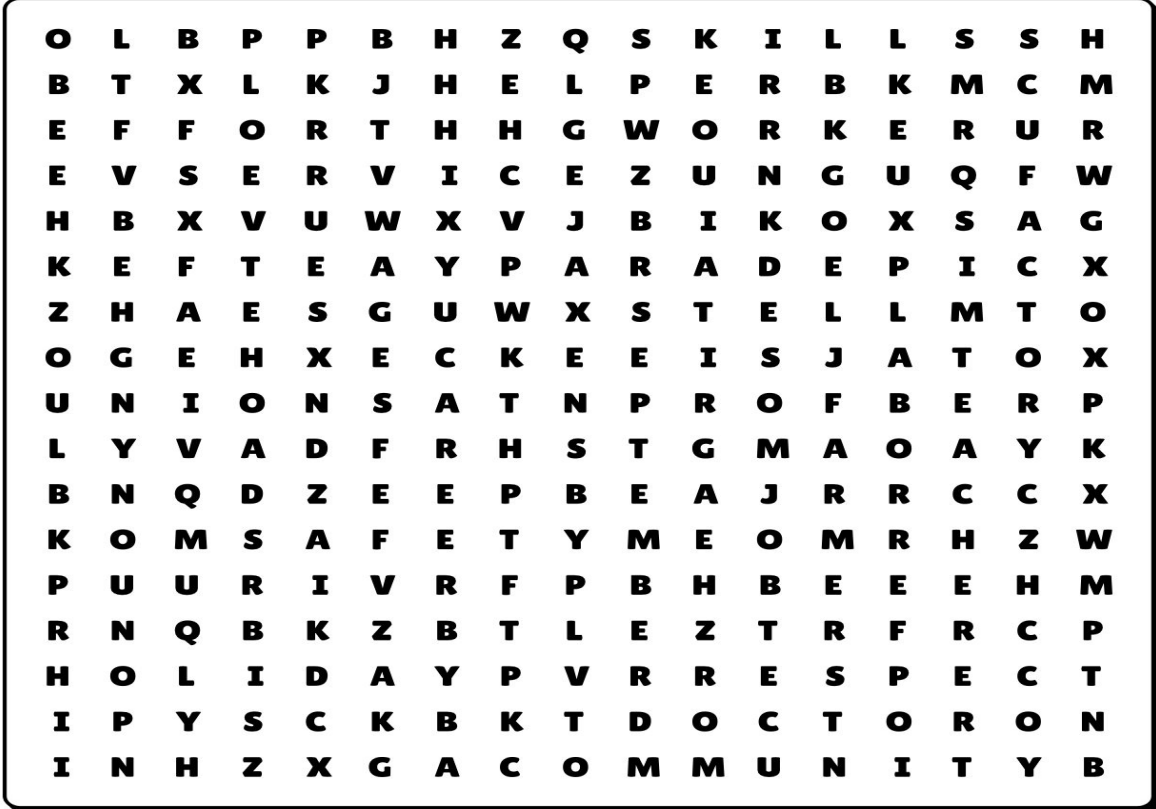 O L B P P B H Z Q S K I L L S S H
B T X L K J H E L P E R B K M C M
E F F O R T H H G W O R K E R U R
E V S E R V I C E Z U N G U Q F W
H B X V U W X V J B I K O X S A G
K E F T E A Y P A R A D E P I C X
Z H A E S G U W X S T E L L M T O
O G E H X E C K E E I S J A T O X
U N I O N S A T N P R O F B E R P
L Y V A D F R H S T G M A O A Y K
B N Q D Z E E P B E A J R R C C X
K O M S A F E T Y M E O M R H Z W
P U U R I V R F P B H B E E E H M
R N Q B K Z B T L E Z T R F R C P
H O L I D A Y P V R R E S P E C T
I P Y S C K B K T D O C T O R O N
I N H Z X G A C O M M U N I T Y B